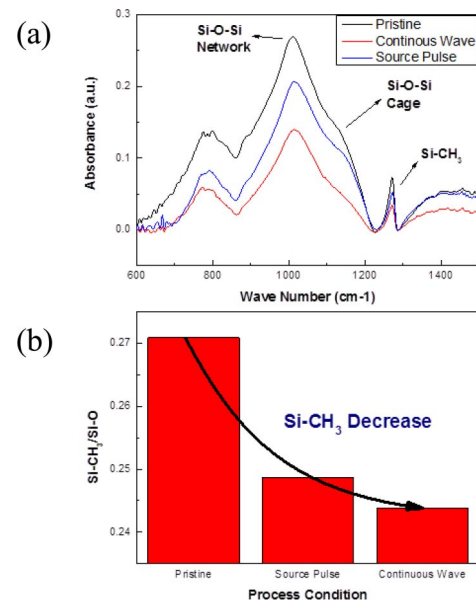 (a)
0.3
0.2
0.1
0.0
Absorbance (a.u.)
Si-O-Si
Network
Pristine
Continous Wave
Source Pulse
Si-O-Si
Cage
Si-CH3
600 800 1000 1200 1400
Wave Number (cm-1)
(b)
0.27
0.26
0.25
0.24
Si-CH3/Si-O
Si-CH3 Decrease
Pristine Source Pulse Continuous Wave
Process Condition